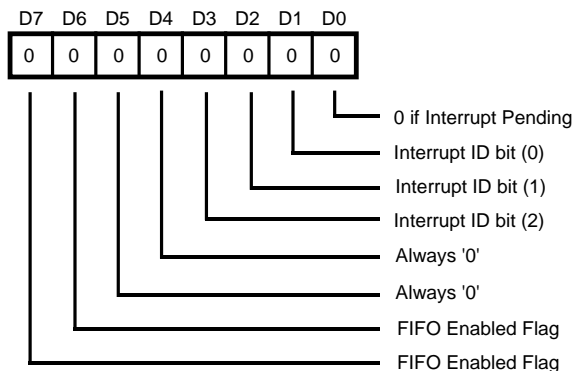 D7 D6 D5 D4 D3 D2 D1 D0
0 0 0 0 0 0 0 0
0 if Interrupt Pending
Interrupt ID bit (0)
Interrupt ID bit (1)
Interrupt ID bit (2)
Always '0'
Always '0'
FIFO Enabled Flag
FIFO Enabled Flag